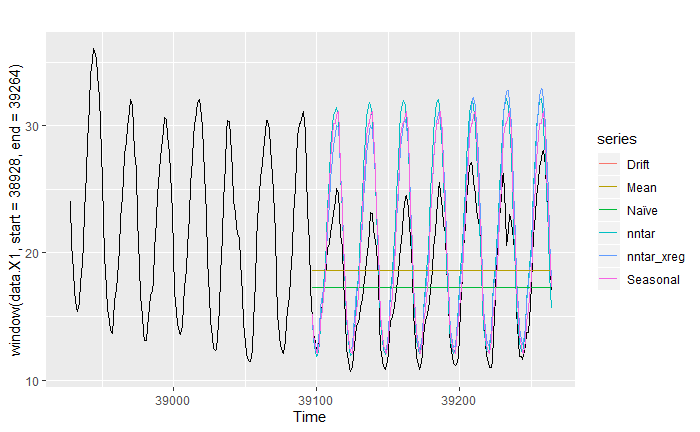 window(data.X1, start = 38928, end = 39264)
30
20
10
39000
39100
39200
Time
series
Drift
Mean
Naïve
nntar
nntar_xreg
Seasonal